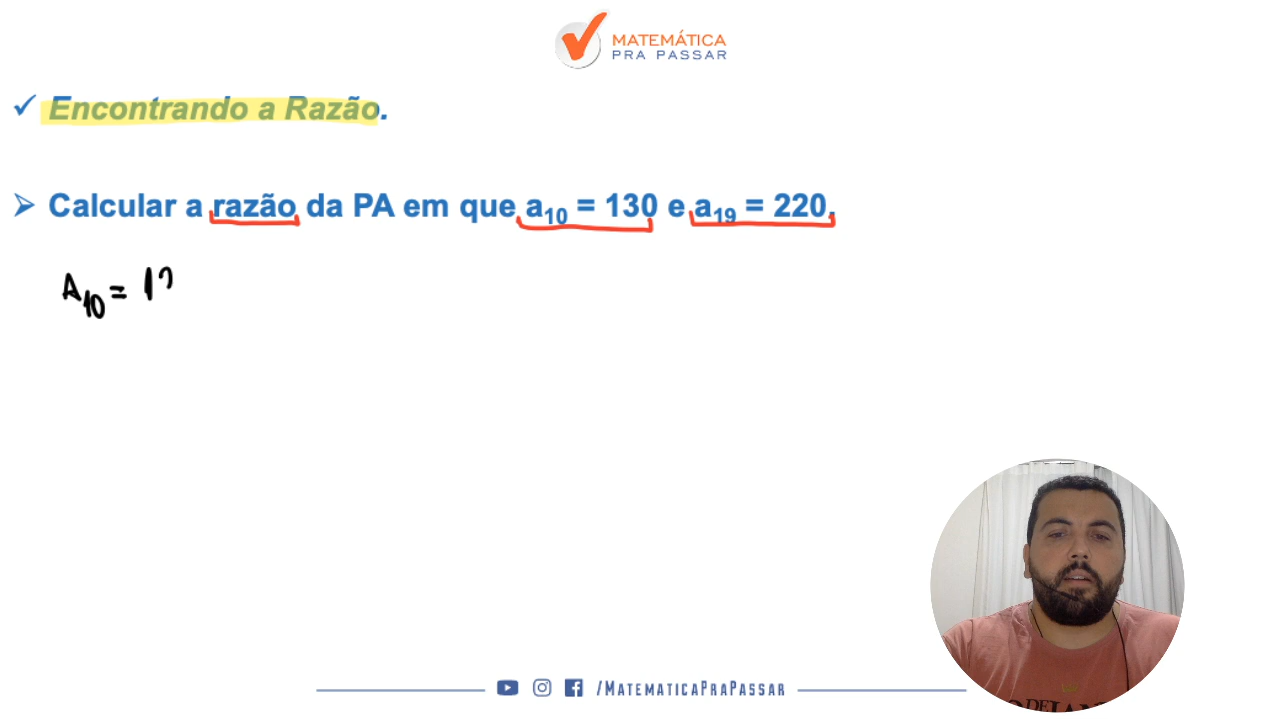 MATEMÁTICA
PRA PASSAR
Encontrando a Razão.
Calcular a razão da PA em que a₁₀ = 130 e a₁₉ = 220.
A₁₀ =
/MATEMATICAPRAPASSAR